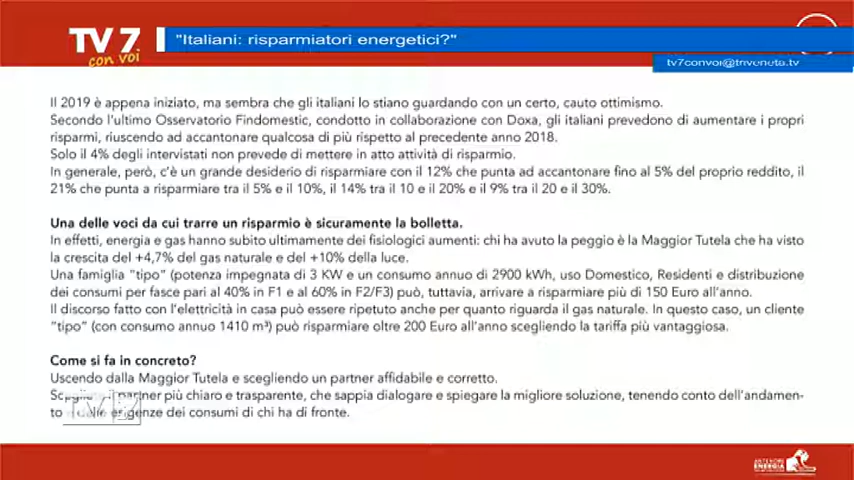 TV7 con voi
"Italiani: risparmiatori energetici?"
tv7convoi@triveneta.tv
Il 2019 è appena iniziato, ma sembra che gli italiani lo stiano guardando con un certo, cauto ottimismo.
Secondo l'ultimo Osservatorio Findomestic, condotto in collaborazione con Doxa, gli italiani prevedono di aumentare i propri
risparmi, riuscendo ad accantonare qualcosa di più rispetto al precedente anno 2018.
Solo il 4% degli intervistati non prevede di mettere in atto attività di risparmio.
In generale, però, c'è un grande desiderio di risparmiare con il 12% che punta ad accantonare fino al 5% del proprio reddito, il
21% che punta a risparmiare tra il 5% e il 10%, il 14% tra il 10 e il 20% e il 9% tra il 20 e il 30%.
Una delle voci da cui trarre un risparmio è sicuramente la bolletta.
In effetti, energia e gas hanno subito ultimamente dei fisiologici aumenti: chi ha avuto la peggio è la Maggior Tutela che ha visto
la crescita del +4,7% del gas naturale e del +10% della luce.
Una famiglia "tipo" (potenza impegnata di 3 KW e un consumo annuo di 2900 kWh, uso Domestico, Residenti e distribuzione
dei consumi per fasce pari al 40% in F1 e al 60% in F2/F3) può, tuttavia, arrivare a risparmiare più di 150 Euro all'anno.
Il discorso fatto con l'elettricità in casa può essere ripetuto anche per quanto riguarda il gas naturale. In questo caso, un cliente
"tipo" (con consumo annuo 1410 m³) può risparmiare oltre 200 Euro all'anno scegliendo la tariffa più vantaggiosa.
Come si fa in concreto?
Uscendo dalla Maggior Tutela e scegliendo un partner affidabile e corretto.
partner più chiaro e trasparente, che sappia dialogare e spiegare la migliore soluzione, tenendo conto dell'andamen-
to e delle esigenze dei consumi di chi ha di fronte.
TV7
ANTENORE
ENERGIA